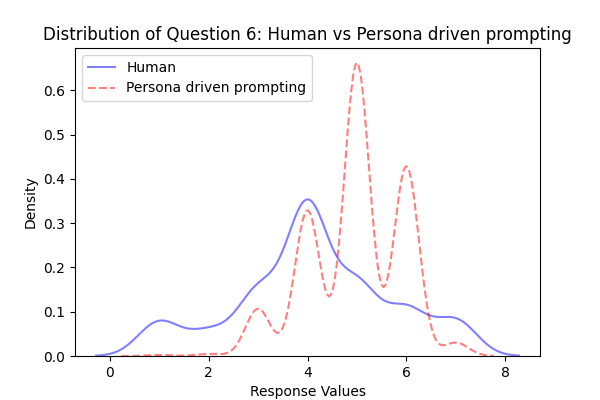 Distribution of Question 6: Human vs Persona driven prompting
Human
Persona driven prompting
Density
0.6
0.5
0.4
0.3
0.2
0.1
0.0
0 2 4 6 8
Response Values